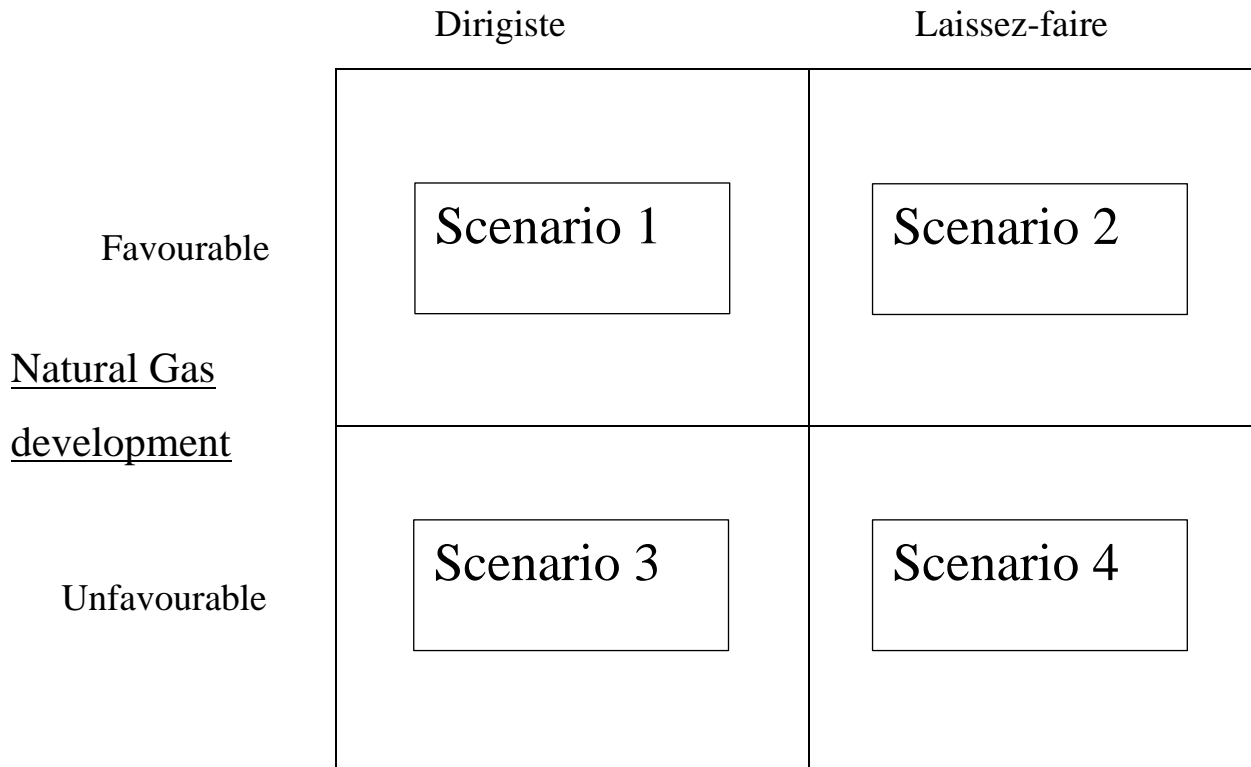 Dirigiste Laissez-faire
Scenario 1 Scenario 2
Favourable
Natural Gas
development
Scenario 3 Scenario 4
Unfavourable